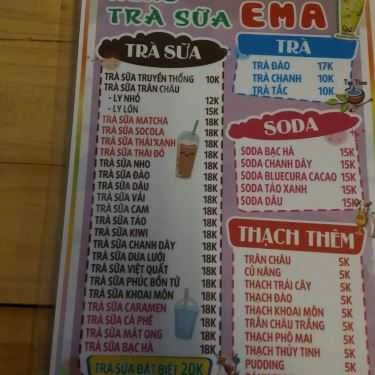 TRÀ SỮA EMA
TRÀ SỮA
TRÀ SỮA TRUYỀN THỐNG 10K
TRÀ SỮA TRÂN CHÂU
- LY NHỎ 12K
- LY LỚN 15K
TRÀ SỮA MATCHA 18K
TRÀ SỮA SOCOLA 18K
TRÀ SỮA THÁI XANH 18K
TRÀ SỮA THÁI ĐỎ 18K
TRÀ SỮA NHO 18K
TRÀ SỮA ĐÀO 18K
TRÀ SỮA DÂU 18K
TRÀ SỮA VẢI 18K
TRÀ SỮA CAM 18K
TRÀ SỮA TÁO 18K
TRÀ SỮA KIWI 18K
TRÀ SỮA CHANH DÂY 18K
TRÀ SỮA DƯA LƯỚI 18K
TRÀ SỮA VIỆT QUẤT 18K
TRÀ SỮA PHÚC BỒN TỬ 18K
TRÀ SỮA KHOAI MÔN 18K
TRÀ SỮA CARAMEN 18K
TRÀ SỮA CÀ PHÊ 18K
TRÀ SỮA MẬT ONG 18K
TRÀ SỮA BẠC HÀ 18K
TRÀ SỮA ĐẶT BIỆT 20K
TRÀ
TRÀ ĐÀO 17K
TRÀ CHANH 10K
TRÀ TẮC 10K
SODA
SODA BẠC HÀ 15K
SODA CHANH DÂY 15K
SODA BLUECURA CACAO 15K
SODA TÁO XANH 15K
SODA DÂU 15K
THẠCH THÊM
TRÂN CHÂU 5K
CỦ NĂNG 5K
THẠCH TRÁI CÂY 5K
THẠCH ĐÀO 5K
THẠCH KHOAI MÔN 5K
TRÂN CHÂU TRẮNG 5K
THẠCH PHÔ MAI 5K
THẠCH THỦY TINH 5K
PUDDING 5K